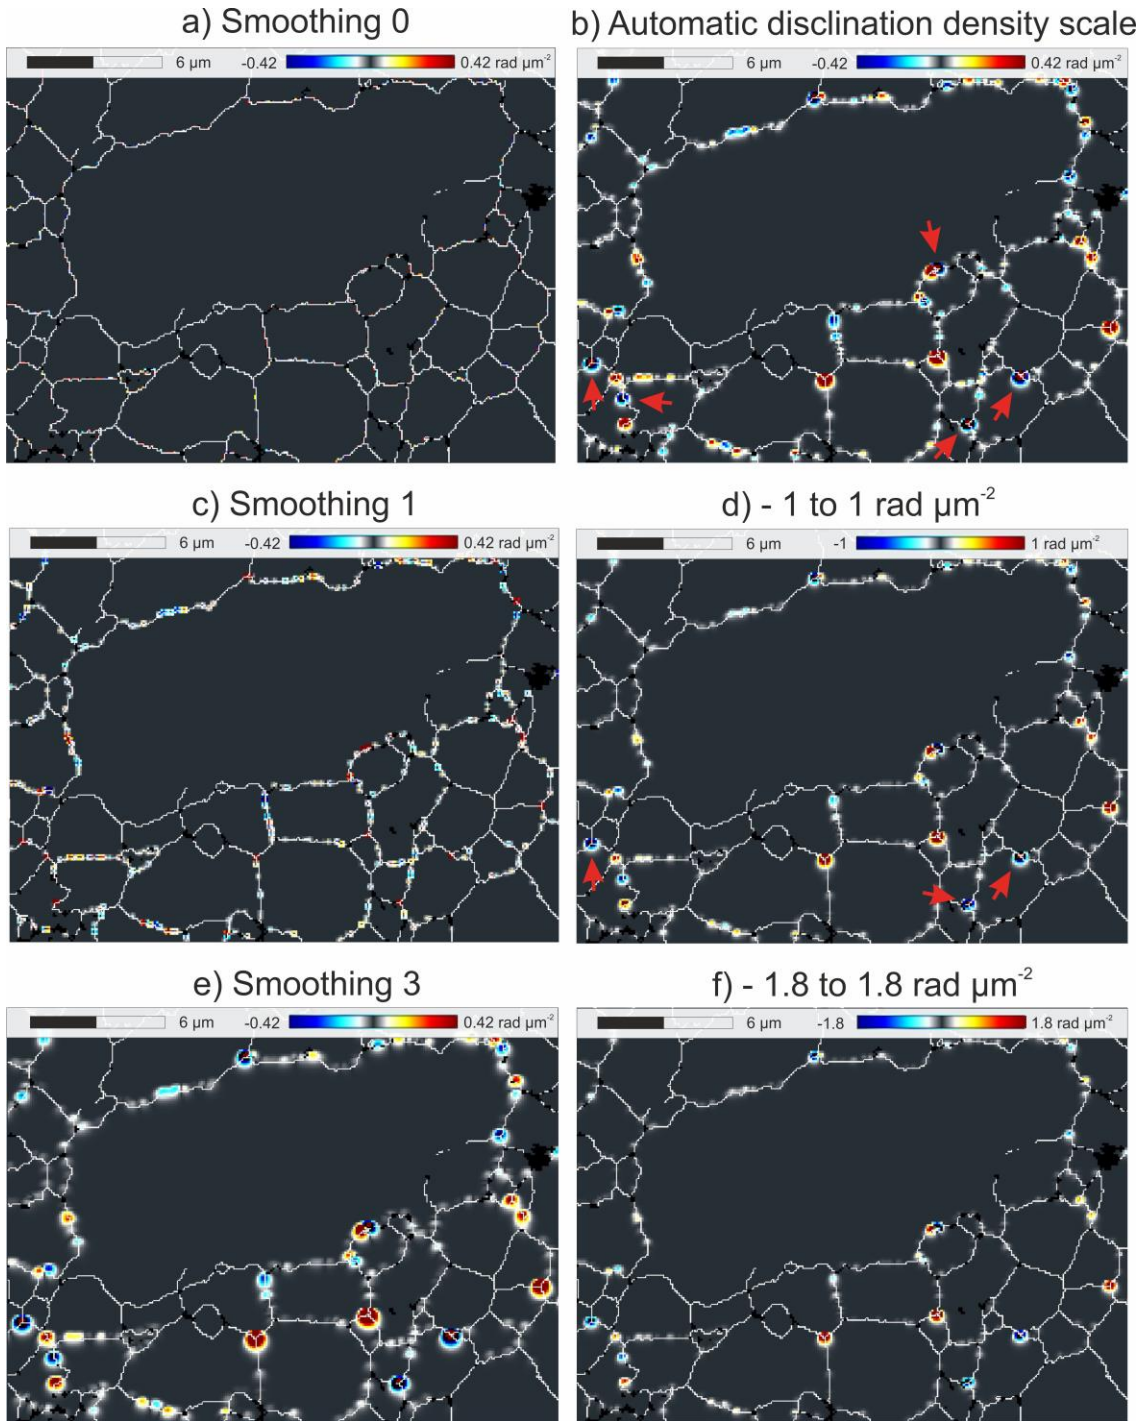 a) Smoothing 0
6 µm -0.42 0.42 rad µm⁻²
b) Automatic disclination density scale
6 µm -0.42 0.42 rad µm⁻²
c) Smoothing 1
6 µm -0.42 0.42 rad µm⁻²
d) - 1 to 1 rad µm⁻²
6 µm -1 1 rad µm⁻²
e) Smoothing 3
6 µm -0.42 0.42 rad µm⁻²
f) - 1.8 to 1.8 rad µm⁻²
6 µm -1.8 1.8 rad µm⁻²